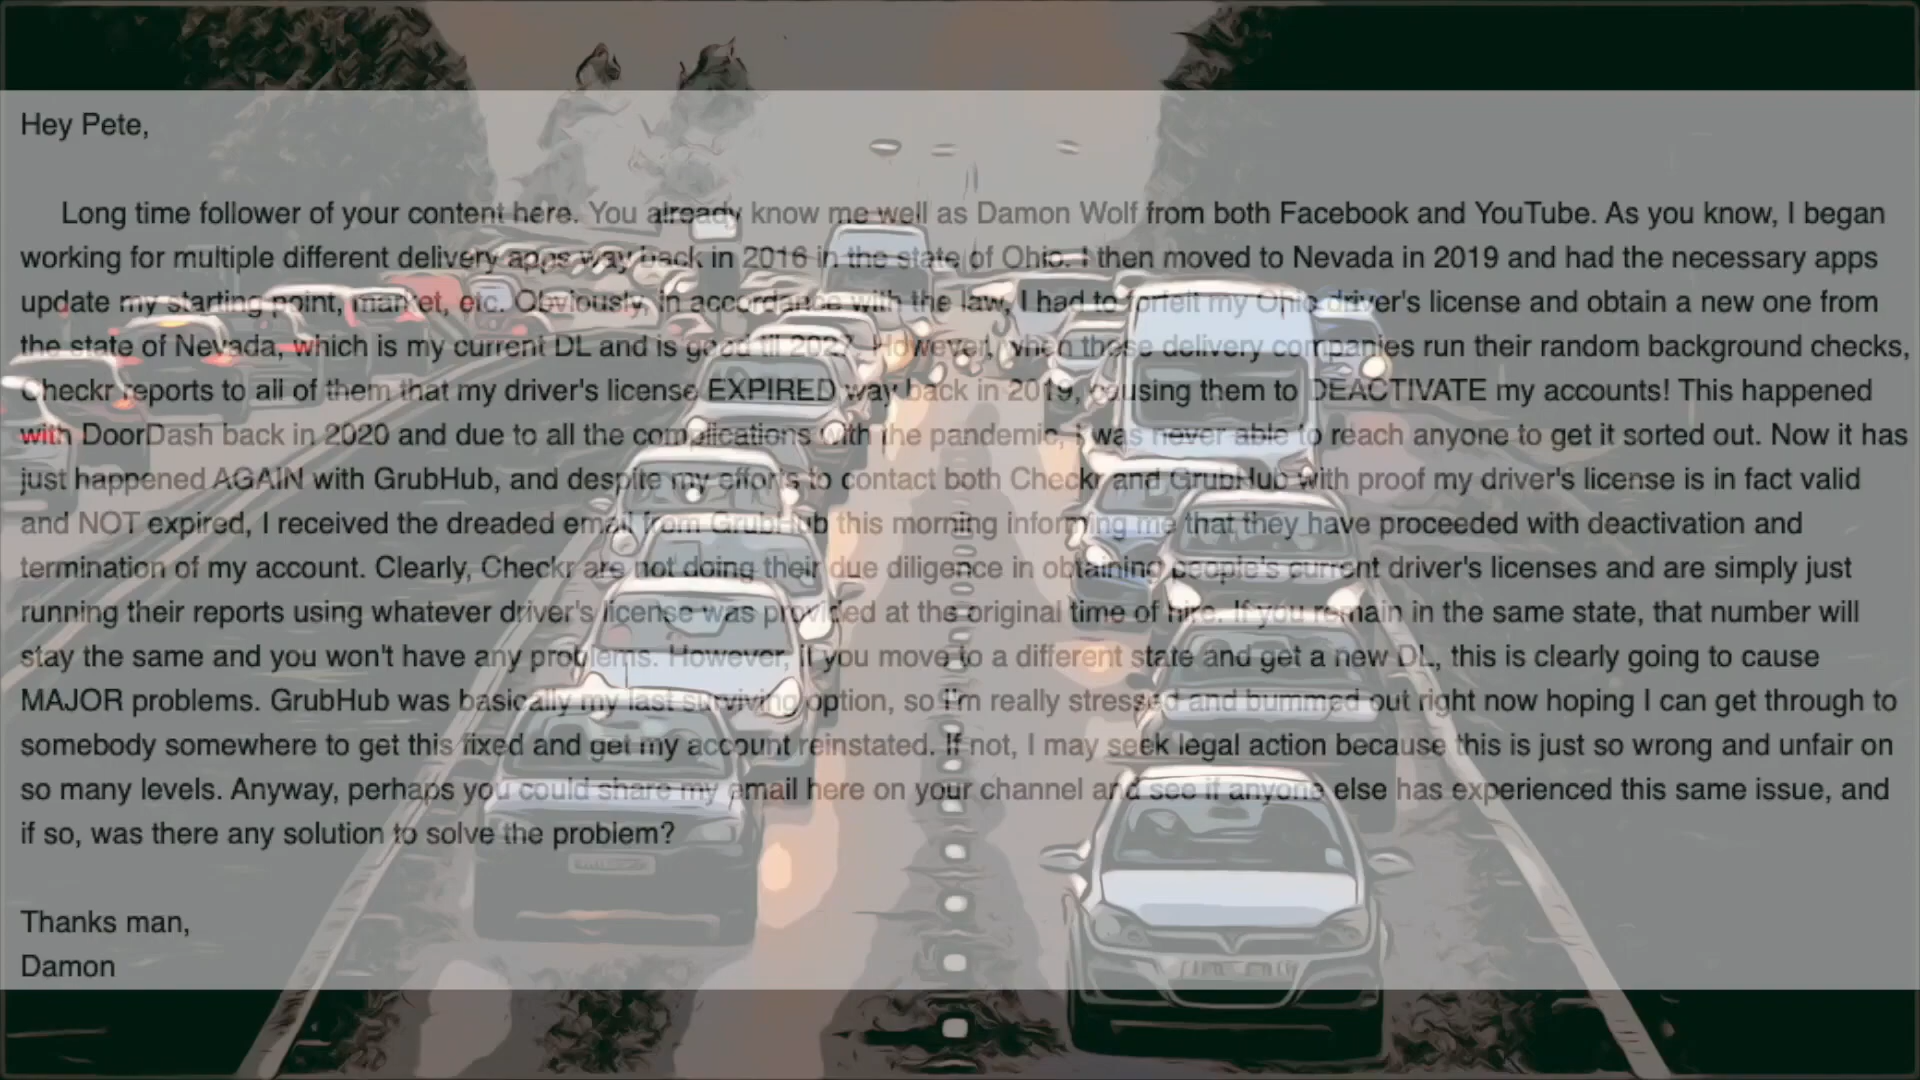 Hey Pete,
Long time follower of your content here. You already know me well as Damon Wolf from both Facebook and YouTube. As you know, I began
working for multiple different delivery apps way back in 2016 in the state of Ohio. I then moved to Nevada in 2019 and had the necessary apps
update my starting point, market, etc. Obviously, in accordance with the law, I had to forfeit my Ohio driver's license and obtain a new one from
the state of Nevada, which is my current DL and is good till 2027. However, when these delivery companies run their random background checks,
Checkr reports to all of them that my driver's license EXPIRED way back in 2019, causing them to DEACTIVATE my accounts! This happened
with DoorDash back in 2020 and due to all the complications with the pandemic, I was never able to reach anyone to get it sorted out. Now it has
just happened AGAIN with GrubHub, and despite my efforts to contact both Checkr and GrubHub with proof my driver's license is in fact valid
and NOT expired, I received the dreaded email from GrubHub this morning informing me that they have proceeded with deactivation and
termination of my account. Clearly, Checkr are not doing their due diligence in obtaining people's current driver's licenses and are simply just
running their reports using whatever driver's license was provided at the original time of hire. If you remain in the same state, that number will
stay the same and you won't have any problems. However, if you move to a different state and get a new DL, this is clearly going to cause
MAJOR problems. GrubHub was basically my last surviving option, so I'm really stressed and bummed out right now hoping I can get through to
somebody somewhere to get this fixed and get my account reinstated. If not, I may seek legal action because this is just so wrong and unfair on
so many levels. Anyway, perhaps you could share my email here on your channel and see if anyone else has experienced this same issue, and
if so, was there any solution to solve the problem?
Thanks man,
Damon